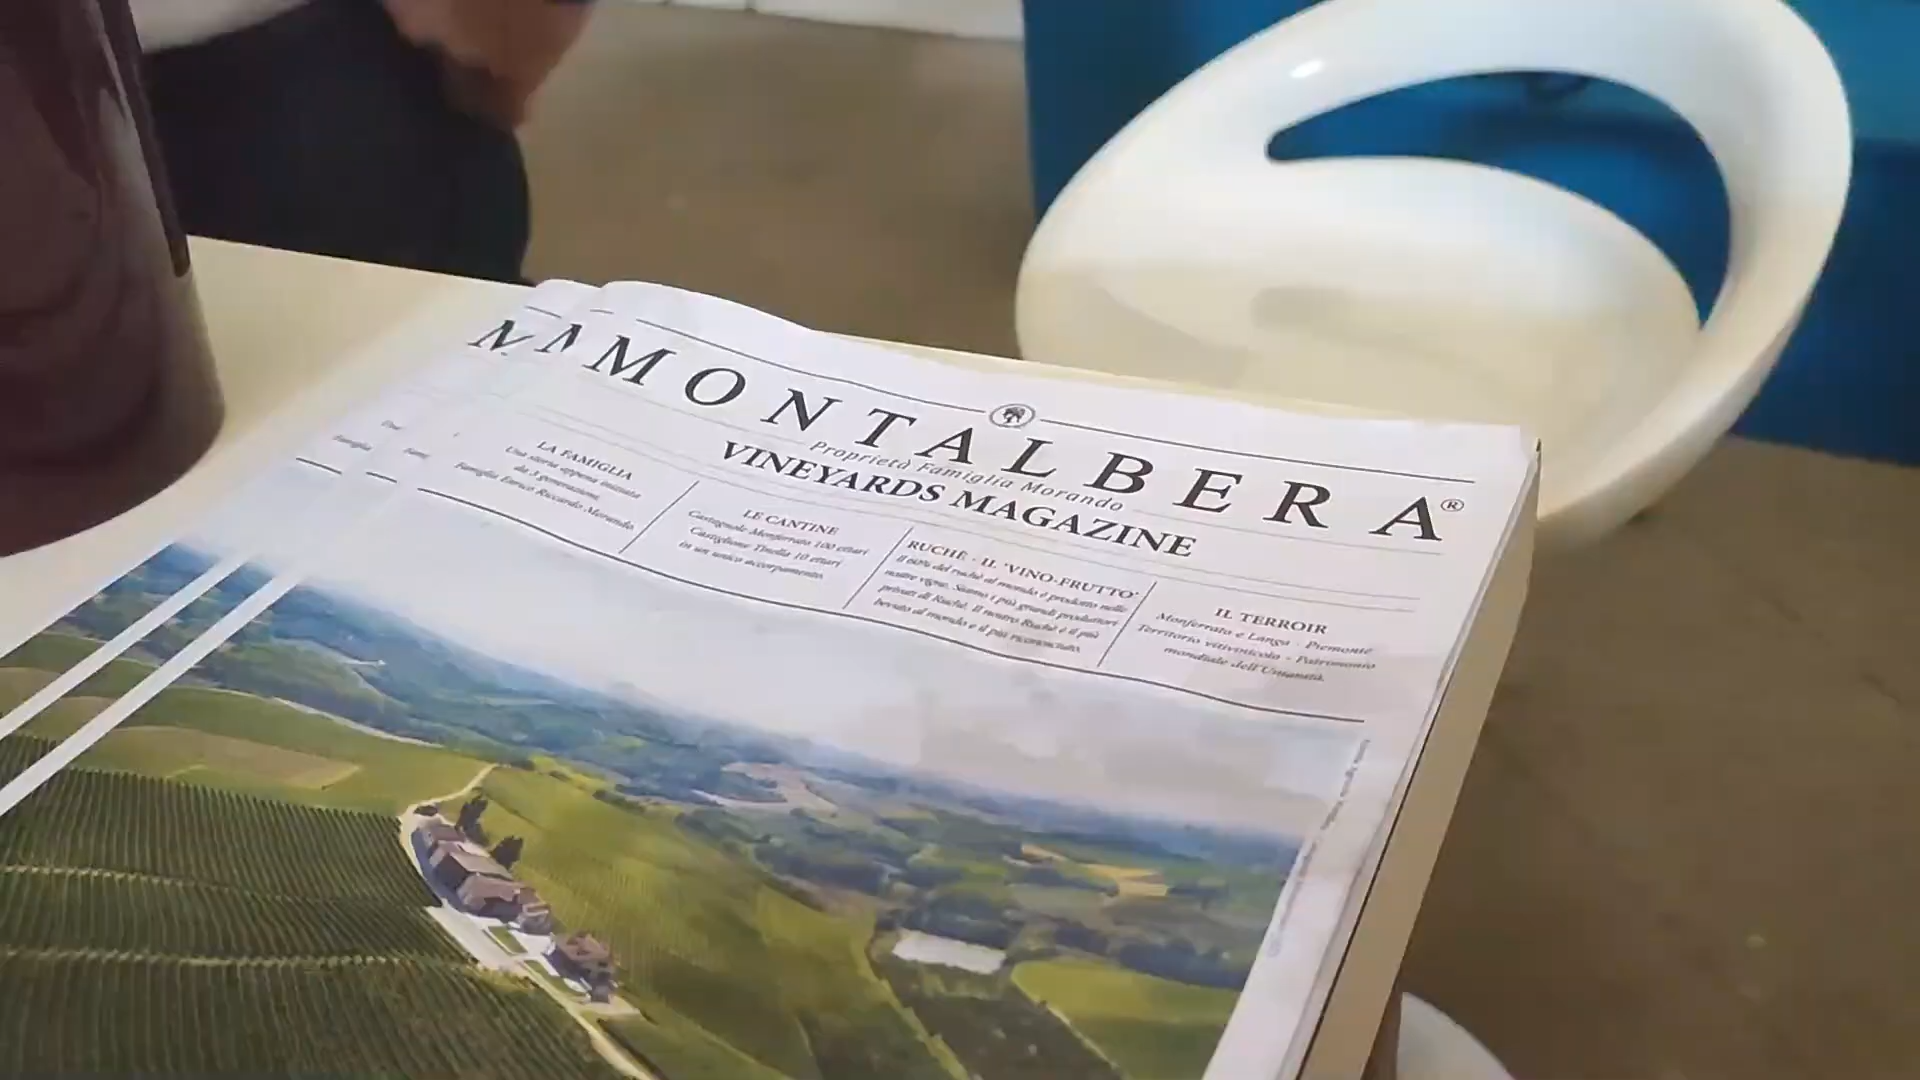 MONTALBERA®
Proprietà Famiglia Morando
VINEYARDS MAGAZINE
LA FAMIGLIA
Una storia appena iniziata
da 3 generazioni.
Famiglia Enrico Riccardo Morando.
LE CANTINE
Castagnole Monferrato 100 ettari
Castiglione Tinella 10 ettari
in un unico accorpamento.
RUCHÈ - IL 'VINO-FRUTTO'
Il 60% del ruchè al mondo è prodotto nelle
nostre vigne. Siamo i più grandi produttori
privati di Ruchè. Il nostro Ruchè è il più
bevuto al mondo e il più riconosciuto.
IL TERROIR
Monferrato e Langa - Piemonte
Territorio vitivinicolo - Patrimonio
mondiale dell'Umanità.